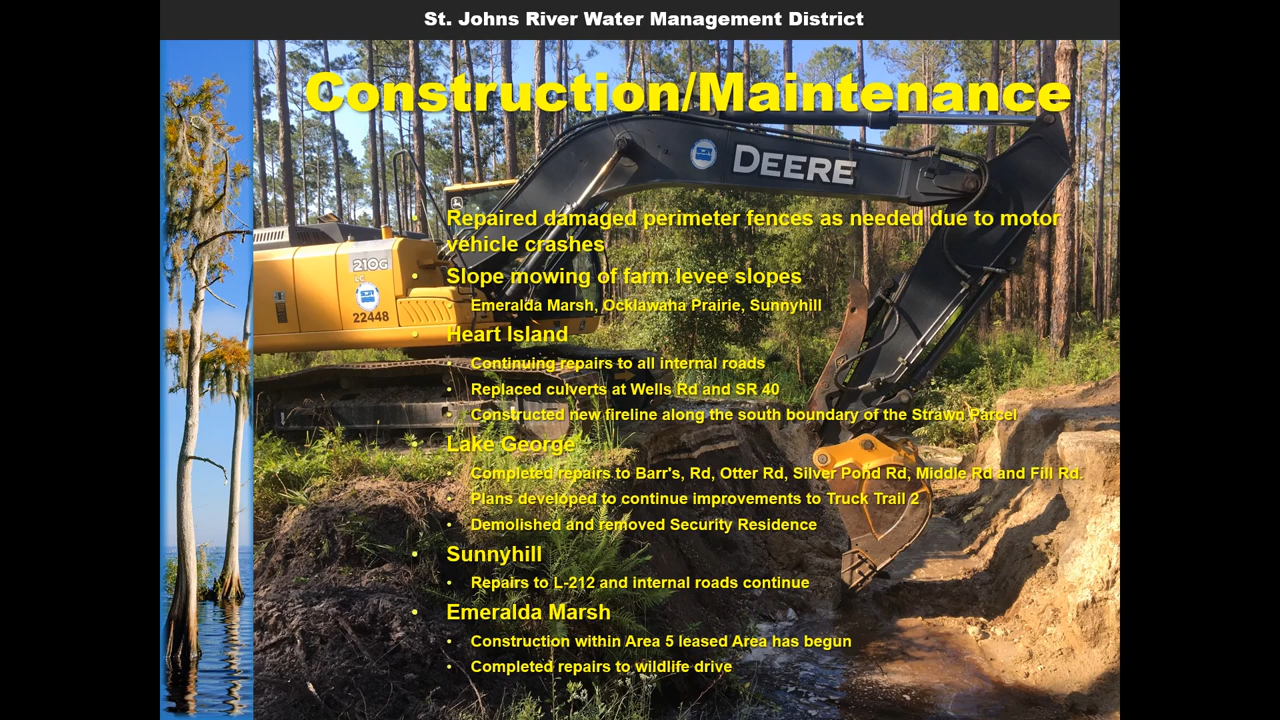 St. Johns River Water Management District
Construction/Maintenance
DEERE
210G
LC
22448
• Repaired damaged perimeter fences as needed due to motor
vehicle crashes
• Slope mowing of farm levee slopes
Emeralda Marsh, Ocklawaha Prairie, Sunnyhill
• Heart Island
• Continuing repairs to all internal roads
• Replaced culverts at Wells Rd and SR 40
• Constructed new fireline along the south boundary of the Strawn Parcel
• Lake George
Completed repairs to Barr's, Rd, Otter Rd, Silver Pond Rd, Middle Rd and Fill Rd.
• Plans developed to continue improvements to Truck Trail 2
• Demolished and removed Security Residence
• Sunnyhill
• Repairs to L-212 and internal roads continue
• Emeralda Marsh
• Construction within Area 5 leased Area has begun
• Completed repairs to wildlife drive